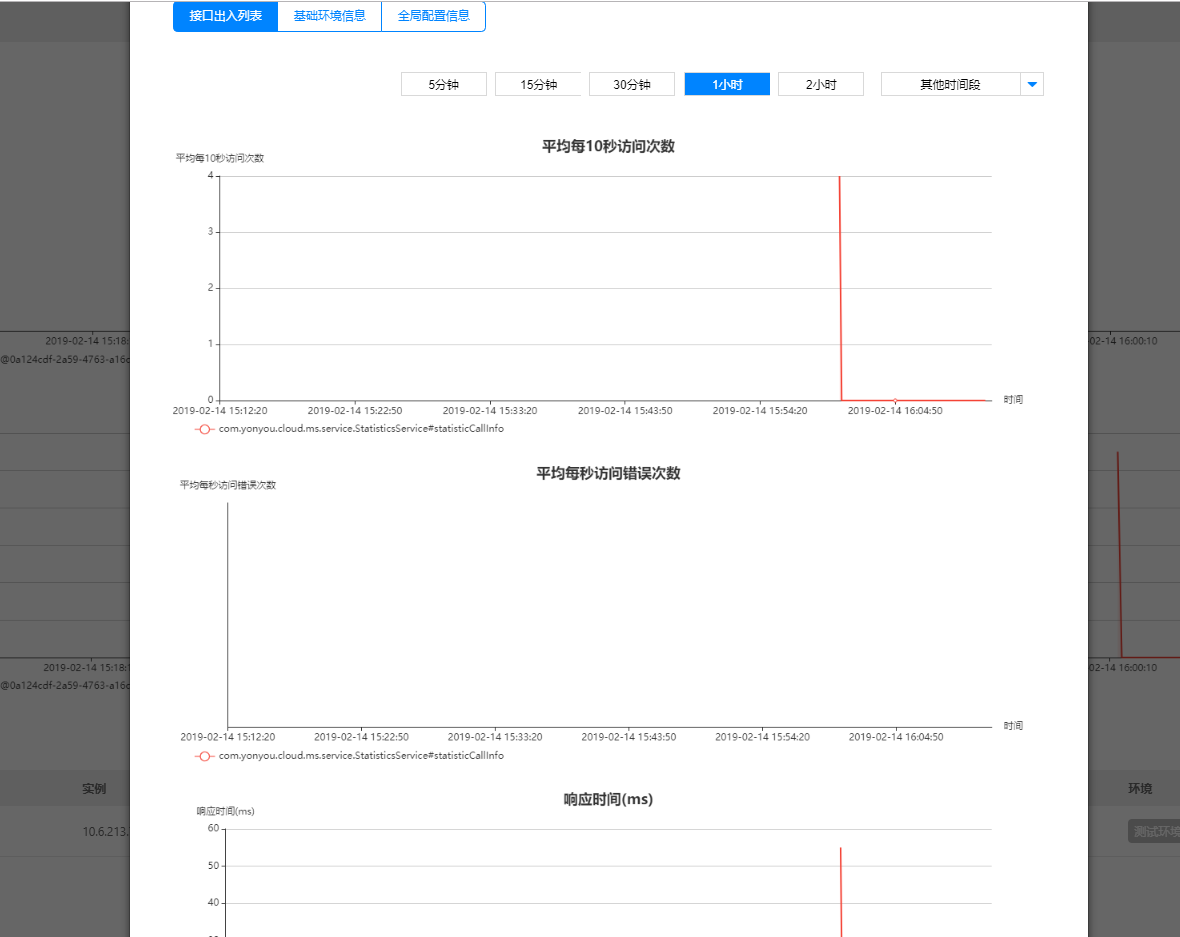 接口出入列表 基础环境信息 全局配置信息
5分钟 15分钟 30分钟 1小时 2小时 其他时间段
平均每10秒访问次数
平均每10秒访问次数
4
3
2
1
0
2019-02-14 15:12:20 2019-02-14 15:22:50 2019-02-14 15:33:20 2019-02-14 15:43:50 2019-02-14 15:54:20 2019-02-14 16:04:50 时间
com.yonyou.cloud.ms.service.StatisticsService#statisticCallInfo
2019-02-14 15:18: 02-14 16:00:10
@0a124cdf-2a59-4763-a16c
平均每秒访问错误次数
平均每秒访问错误次数
2019-02-14 15:12:20 2019-02-14 15:22:50 2019-02-14 15:33:20 2019-02-14 15:43:50 2019-02-14 15:54:20 2019-02-14 16:04:50 时间
com.yonyou.cloud.ms.service.StatisticsService#statisticCallInfo
2019-02-14 15:18:1 02-14 16:00:10
@0a124cdf-2a59-4763-a16c
响应时间(ms)
响应时间(ms)
60
50
40
实例 环境
10.6.213. 测试环境